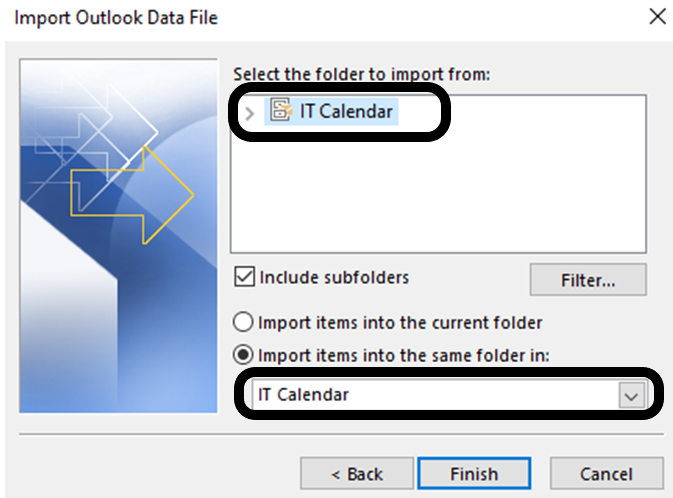 Import Outlook Data File
Select the folder to import from:
IT Calendar
Include subfolders
Filter...
Import items into the current folder
Import items into the same folder in:
IT Calendar
< Back
Finish
Cancel